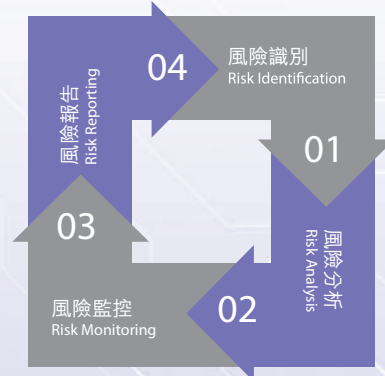 04
風險識別
Risk Identification
01
風險分析
Risk Analysis
02
風險監控
Risk Monitoring
03
風險報告
Risk Reporting